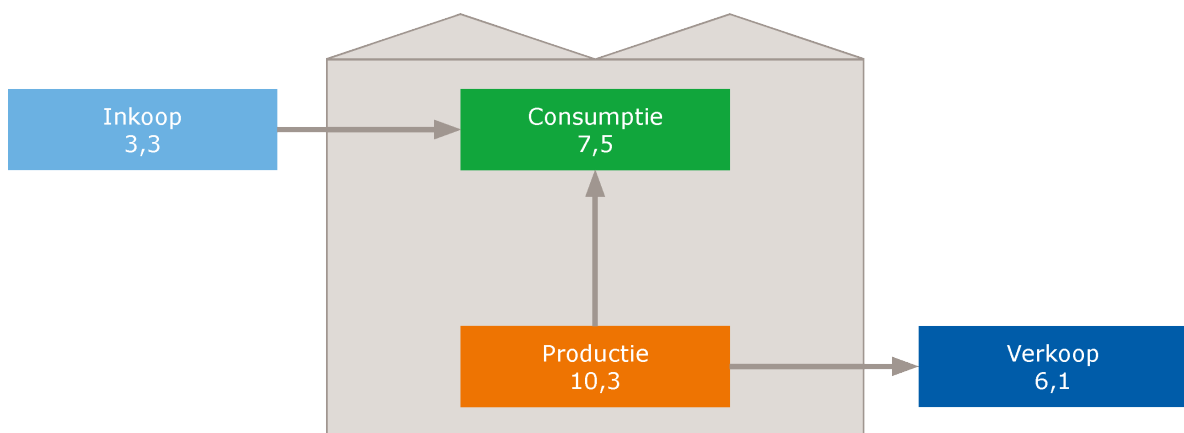 Inkoop
3,3
Consumptie
7,5
Productie
10,3
Verkoop
6,1